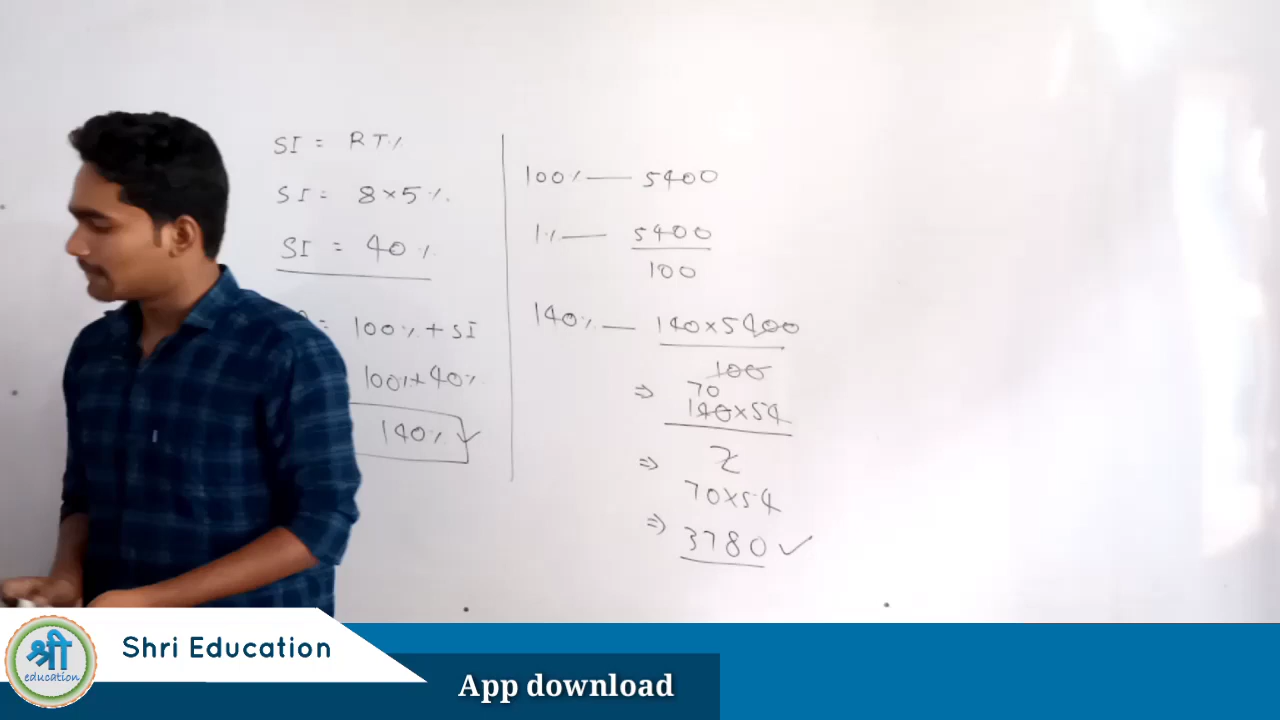 SI = RT%
SI = 8×5%.
SI = 40%
= 100% + SI
100%+40%
140% ✓
100% — 5400
1% — 5400
100
140% — 140×5400
100
70
⇒ 140×54
2
⇒ 70×54
⇒ 3780 ✓
श्री
education
Shri Education
App download